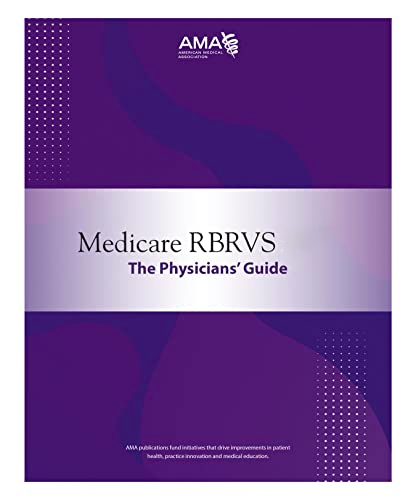 AMA
AMERICAN MEDICAL
ASSOCIATION
Medicare RBRVS
The Physicians' Guide
AMA publications fund initiatives that drive improvements in patient
health, practice innovation and medical education.